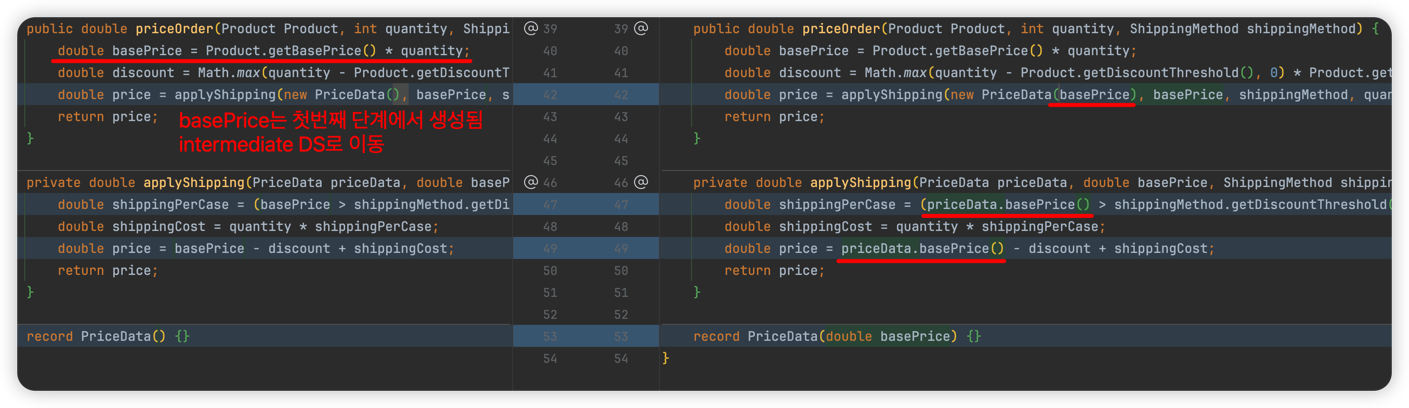 public double priceOrder(Product Product, int quantity, Shippi
double basePrice = Product.getBasePrice() * quantity;
double discount = Math.max(quantity - Product.getDiscountT
double price = applyShipping(new PriceData(), basePrice, s
return price;
basePrice는 첫번째 단계에서 생성됨
intermediate DS로 이동
}
private double applyShipping(PriceData priceData, double baseP
double shippingPerCase = (basePrice > shippingMethod.getDi
double shippingCost = quantity * shippingPerCase;
double price = basePrice - discount + shippingCost;
return price;
}
record PriceData() {}
@ 39 39 @
40 40
41 41
42 42
43 43
44 44
45 45
@ 46 46 @
47 47
48 48
49 49
50 50
51 51
52 52
53 53
54 54
public double priceOrder(Product Product, int quantity, ShippingMethod shippingMethod) {
double basePrice = Product.getBasePrice() * quantity;
double discount = Math.max(quantity - Product.getDiscountThreshold(), 0) * Product.get
double price = applyShipping(new PriceData(basePrice), basePrice, shippingMethod, quan
return price;
}
private double applyShipping(PriceData priceData, double basePrice, ShippingMethod shippin
double shippingPerCase = (priceData.basePrice() > shippingMethod.getDiscountThreshold(
double shippingCost = quantity * shippingPerCase;
double price = priceData.basePrice() - discount + shippingCost;
return price;
}
record PriceData(double basePrice) {}
}